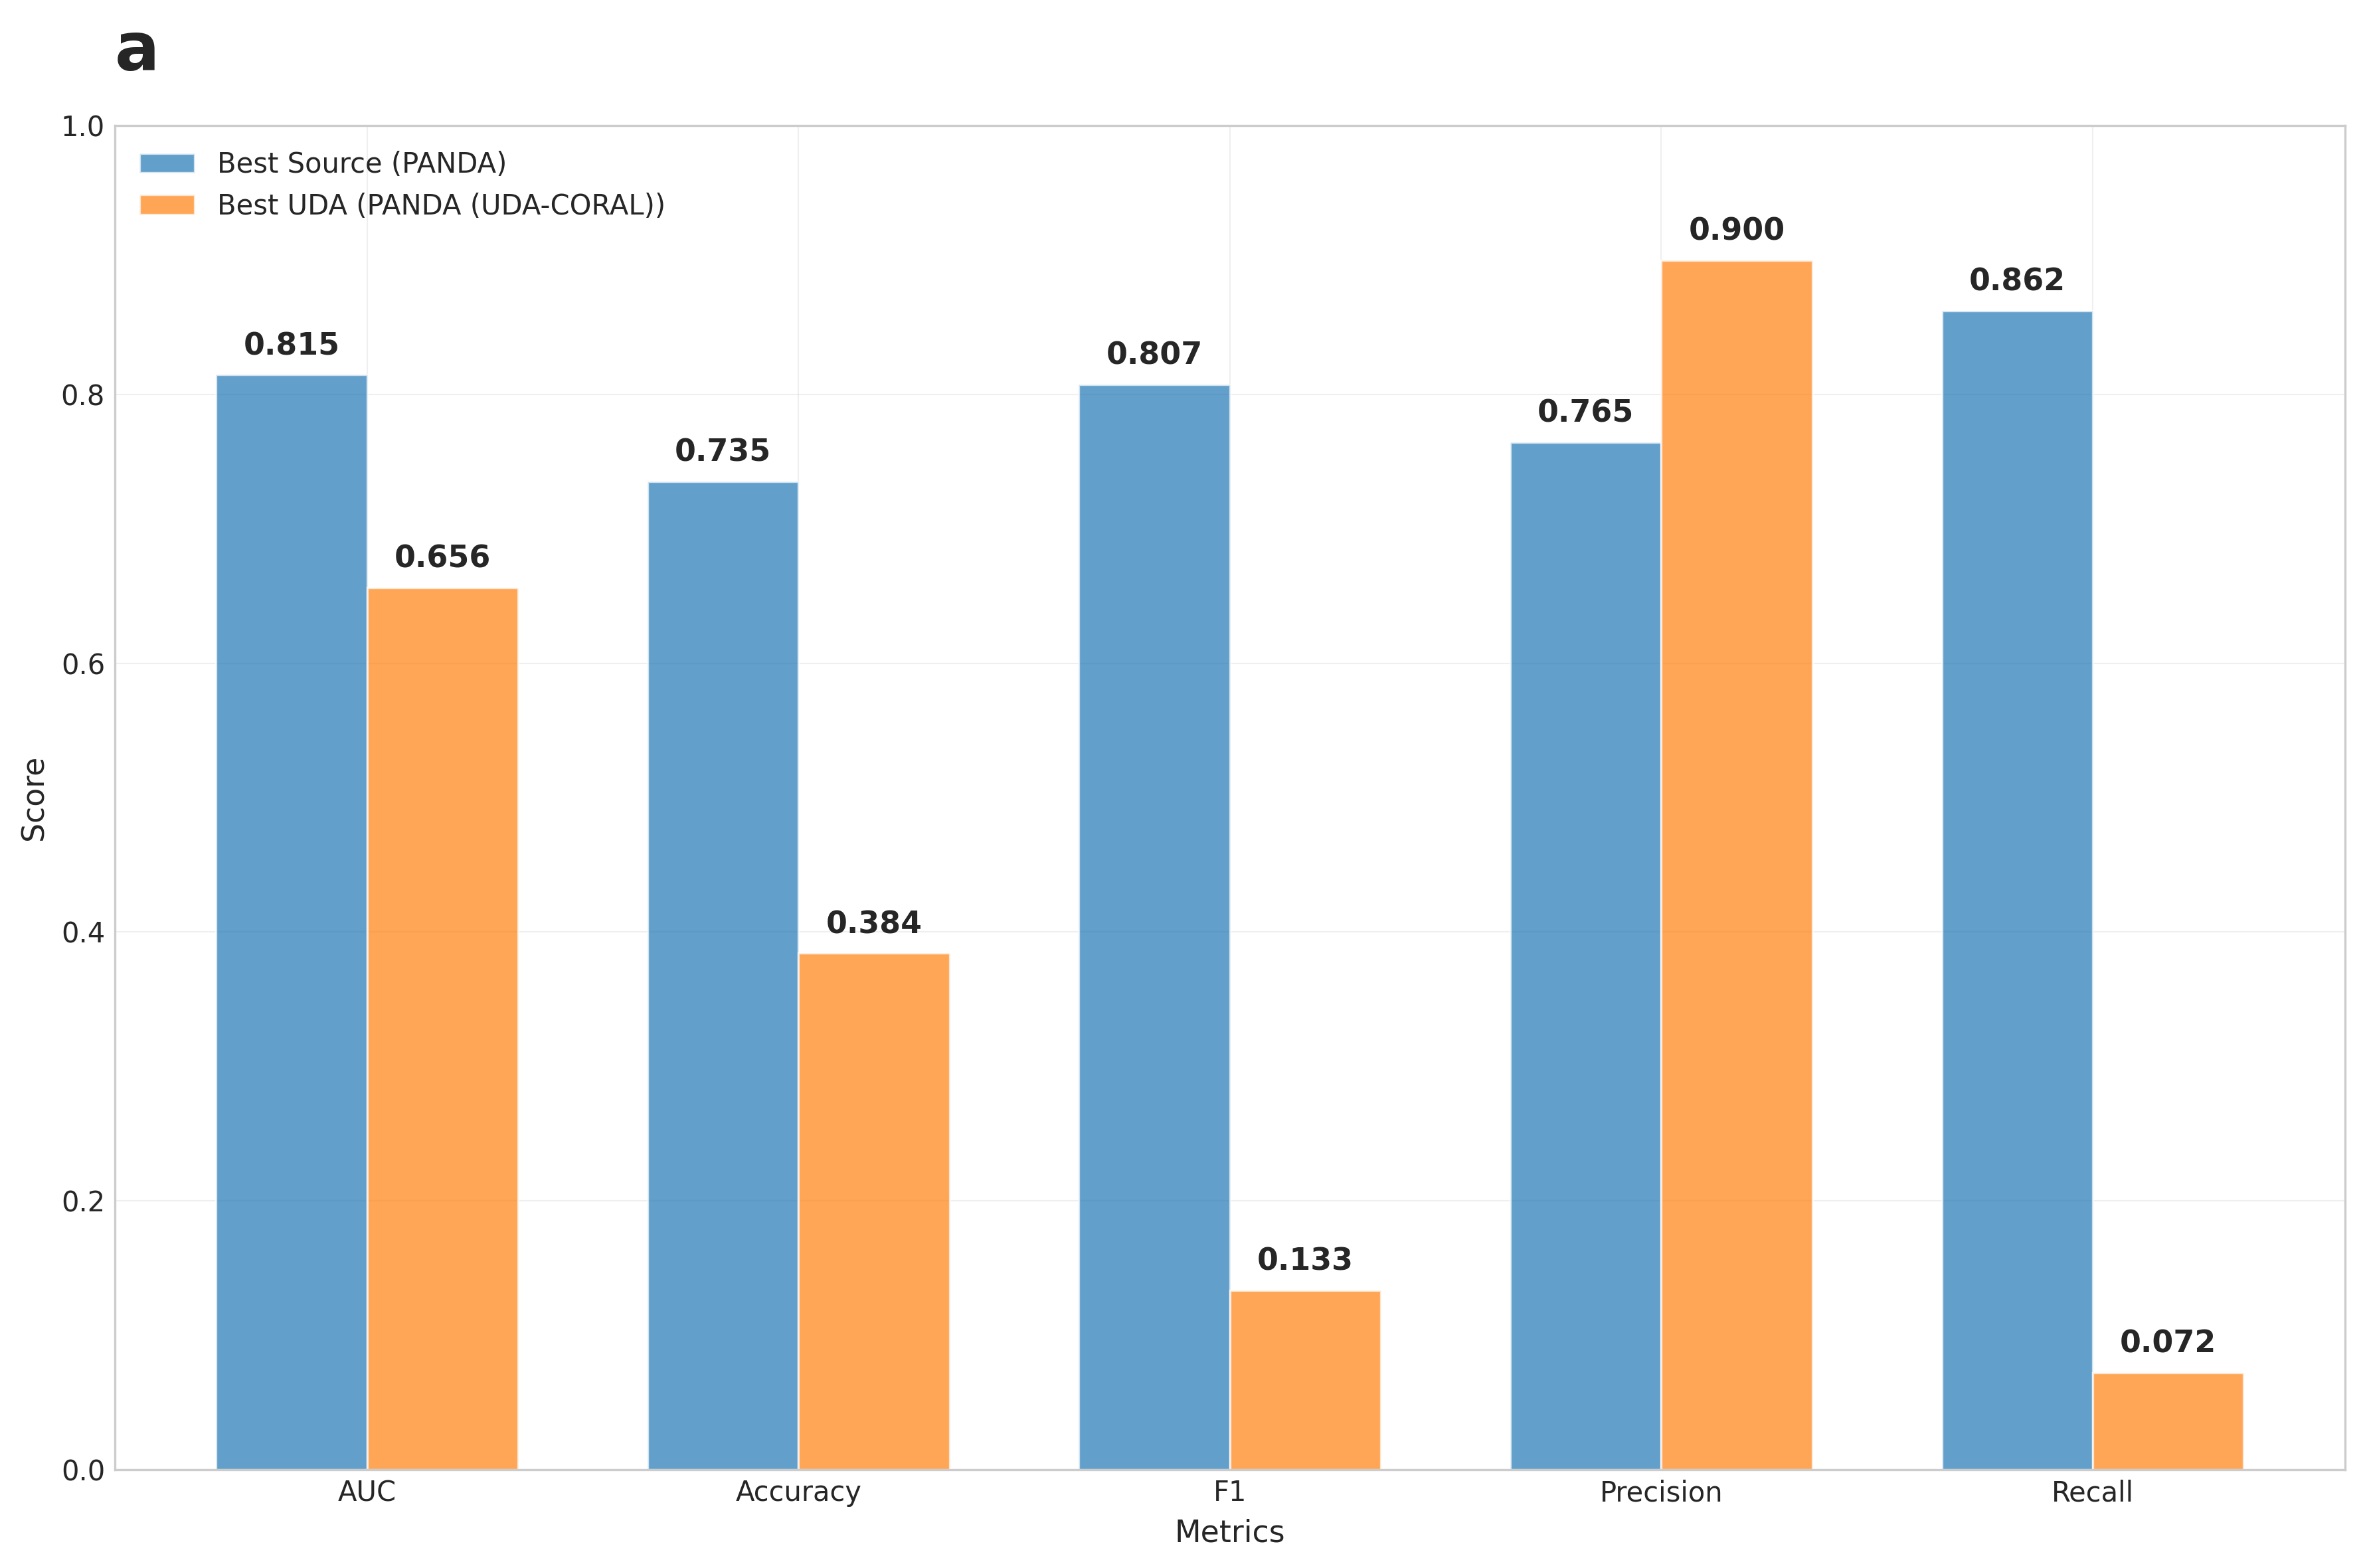 a
1.0
0.8
0.6
0.4
0.2
0.0
Score
Best Source (PANDA)
Best UDA (PANDA (UDA-CORAL))
0.815
0.656
0.735
0.384
0.807
0.133
0.765
0.900
0.862
0.072
AUC
Accuracy
F1
Precision
Recall
Metrics